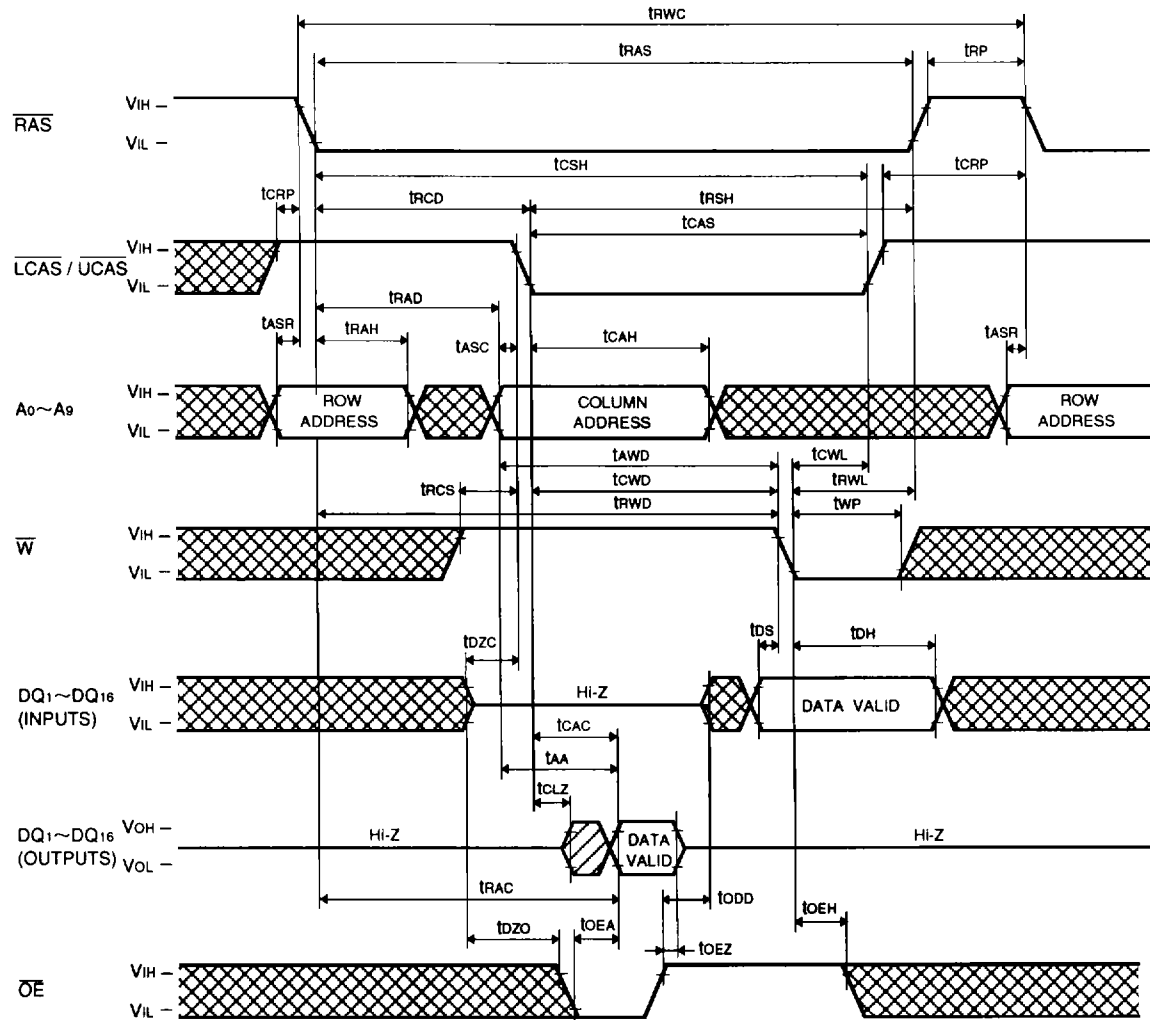 tRWC
tRAS
tRP
VIH
RAS
VIL
tCSH
tCRP
tCRP
tRCD
tRSH
tCAS
VIH
LCAS / UCAS
VIL
tRAD
tASR
tRAH
tASC
tCAH
tASR
VIH
A0~A9
VIL
ROW ADDRESS
COLUMN ADDRESS
ROW ADDRESS
tAWD
tCWL
tRCS
tCWD
tRWL
tRWD
tWP
VIH
W
VIL
tDZC
tDS
tDH
VIH
DQ1~DQ16
(INPUTS)
VIL
Hi-Z
DATA VALID
tCAC
tAA
tCLZ
VOH
DQ1~DQ16
(OUTPUTS)
VOL
Hi-Z
DATA
VALID
Hi-Z
tRAC
tODD
tDZO
tOEA
tOEZ
tOEH
VIH
OE
VIL